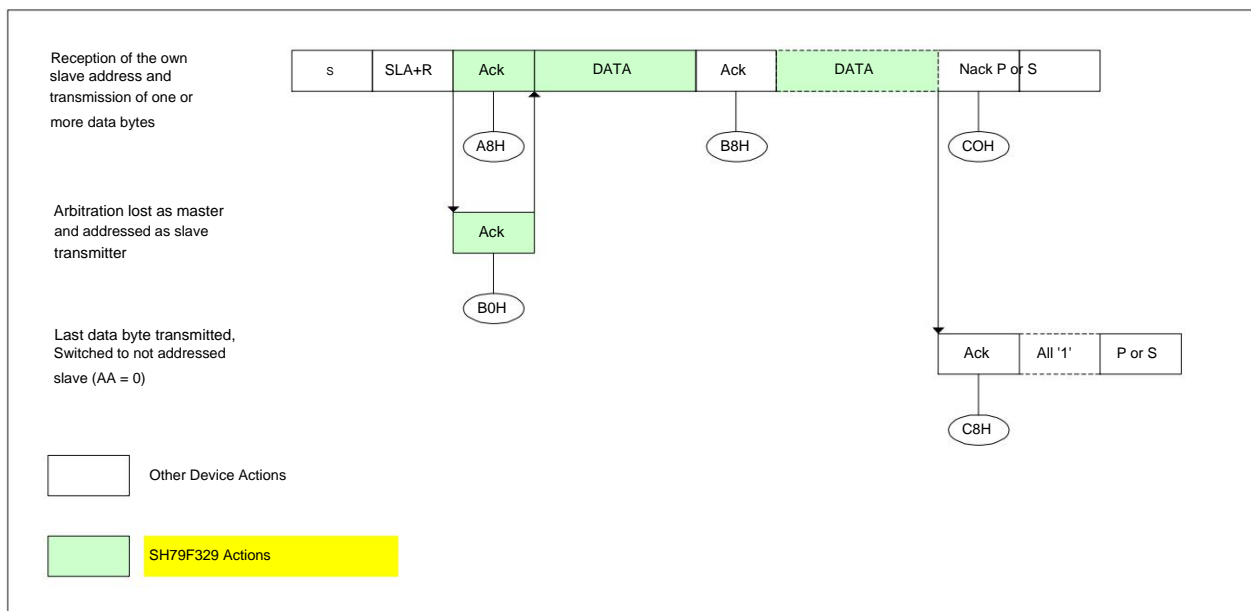 Reception of the own
slave address and
transmission of one or
more data bytes
S SLA+R Ack DATA Ack DATA Nack P or S
A8H B8H COH
Arbitration lost as master
and addressed as slave
transmitter
Ack
B0H
Last data byte transmitted,
Switched to not addressed
slave (AA = 0)
Ack All '1' P or S
C8H
Other Device Actions
SH79F329 Actions